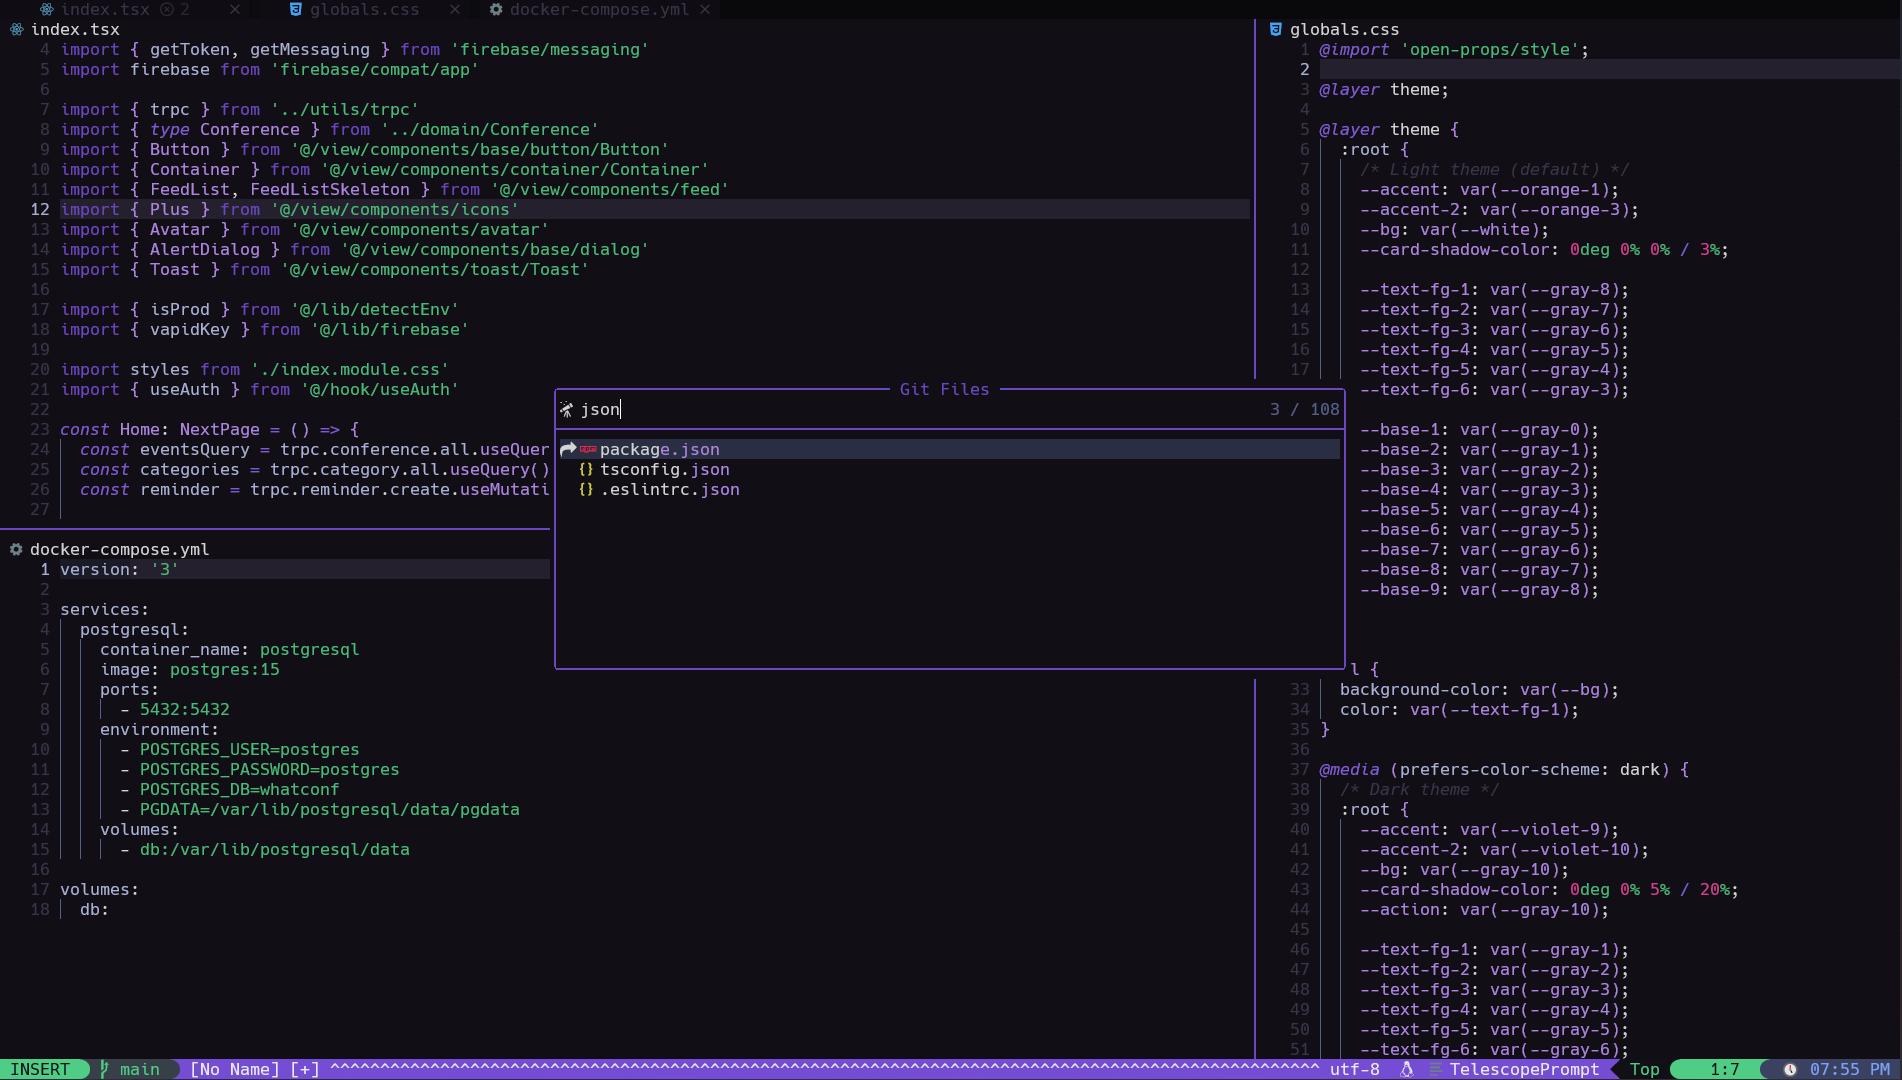 index.tsx 2 ×
globals.css ×
docker-compose.yml ×
index.tsx
4 import { getToken, getMessaging } from 'firebase/messaging'
5 import firebase from 'firebase/compat/app'
6
7 import { trpc } from '../utils/trpc'
8 import { type Conference } from '../domain/Conference'
9 import { Button } from '@/view/components/base/button/Button'
10 import { Container } from '@/view/components/container/Container'
11 import { FeedList, FeedListSkeleton } from '@/view/components/feed'
12 import { Plus } from '@/view/components/icons'
13 import { Avatar } from '@/view/components/avatar'
14 import { AlertDialog } from '@/view/components/base/dialog'
15 import { Toast } from '@/view/components/toast/Toast'
16
17 import { isProd } from '@/lib/detectEnv'
18 import { vapidKey } from '@/lib/firebase'
19
20 import styles from './index.module.css'
21 import { useAuth } from '@/hook/useAuth'
22
23 const Home: NextPage = () => {
24 const eventsQuery = trpc.conference.all.useQuer
25 const categories = trpc.category.all.useQuery()
26 const reminder = trpc.reminder.create.useMutati
27
docker-compose.yml
1 version: '3'
2
3 services:
4 postgresql:
5 container_name: postgresql
6 image: postgres:15
7 ports:
8 - 5432:5432
9 environment:
10 - POSTGRES_USER=postgres
11 - POSTGRES_PASSWORD=postgres
12 - POSTGRES_DB=whatconf
13 - PGDATA=/var/lib/postgresql/data/pgdata
14 volumes:
15 - db:/var/lib/postgresql/data
16
17 volumes:
18 db:
Git Files
json 3 / 108
package.json
{} tsconfig.json
{} .eslintrc.json
globals.css
1 @import 'open-props/style';
2
3 @layer theme;
4
5 @layer theme {
6 :root {
7 /* Light theme (default) */
8 --accent: var(--orange-1);
9 --accent-2: var(--orange-3);
10 --bg: var(--white);
11 --card-shadow-color: 0deg 0% 0% / 3%;
12
13 --text-fg-1: var(--gray-8);
14 --text-fg-2: var(--gray-7);
15 --text-fg-3: var(--gray-6);
16 --text-fg-4: var(--gray-5);
17 --text-fg-5: var(--gray-4);
--text-fg-6: var(--gray-3);
--base-1: var(--gray-0);
--base-2: var(--gray-1);
--base-3: var(--gray-2);
--base-4: var(--gray-3);
--base-5: var(--gray-4);
--base-6: var(--gray-5);
--base-7: var(--gray-6);
--base-8: var(--gray-7);
--base-9: var(--gray-8);
l {
33 background-color: var(--bg);
34 color: var(--text-fg-1);
35 }
36
37 @media (prefers-color-scheme: dark) {
38 /* Dark theme */
39 :root {
40 --accent: var(--violet-9);
41 --accent-2: var(--violet-10);
42 --bg: var(--gray-10);
43 --card-shadow-color: 0deg 0% 5% / 20%;
44 --action: var(--gray-10);
45
46 --text-fg-1: var(--gray-1);
47 --text-fg-2: var(--gray-2);
48 --text-fg-3: var(--gray-3);
49 --text-fg-4: var(--gray-4);
50 --text-fg-5: var(--gray-5);
51 --text-fg-6: var(--gray-6);
INSERT main [No Name] [+] ^^^^^^^^^^^^^^^^^^^^^^^^^^^^^^^^^^^^^^^^^^^^^^^^^^^^^^^^^^^^^^^^^^^^^^^^^^^^^^^^^^^^^^^^^^^^^^^^^^^ utf-8 TelescopePrompt Top 1:7 07:55 PM